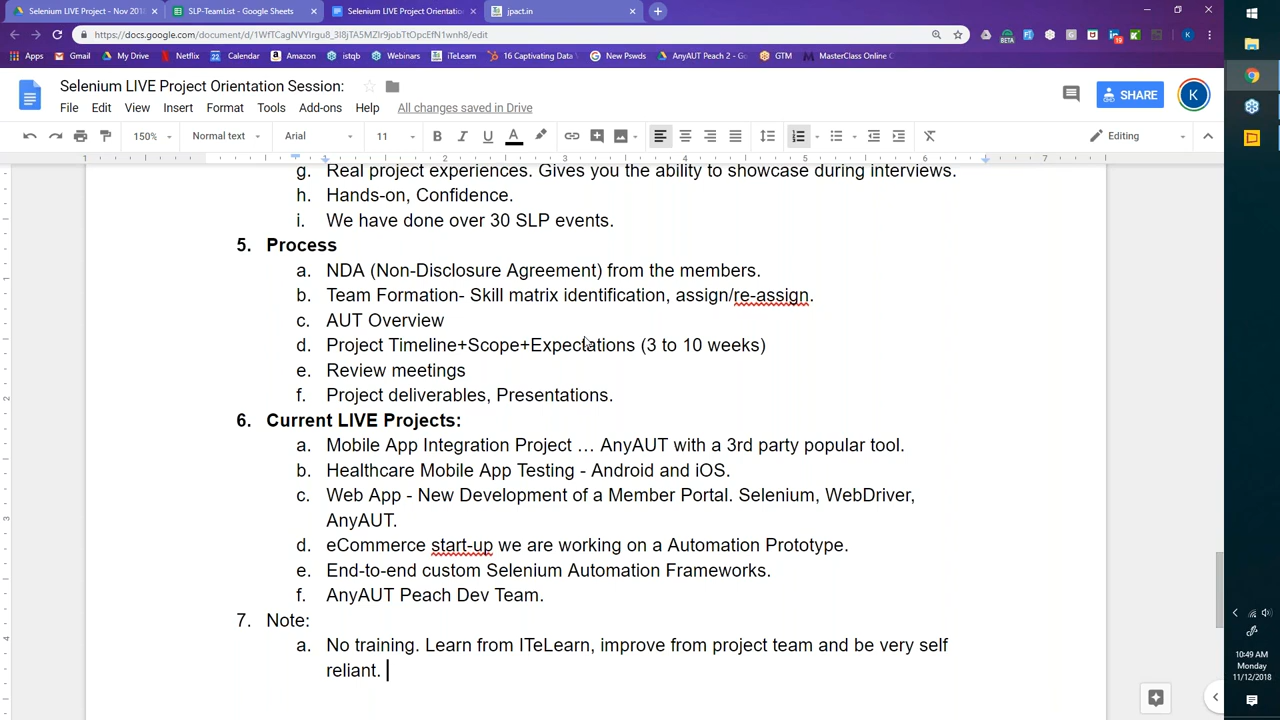 Selenium LIVE Project - Nov 201
SLP-TeamList - Google Sheets
Selenium LIVE Project Orientatio
jpact.in
Apps
Gmail
My Drive
Netflix
Calendar
Amazon
istqb
Webinars
iTeLearn
16 Captivating Data
New Pswds
AnyAUT Peach 2 - Go
GTM
MasterClass Online C
Selenium LIVE Project Orientation Session:
File Edit View Insert Format Tools Add-ons Help All changes saved in Drive
SHARE
K
150% Normal text Arial 11 Editing
g. Real project experiences. Gives you the ability to showcase during interviews.
h. Hands-on, Confidence.
i. We have done over 30 SLP events.
5. Process
a. NDA (Non-Disclosure Agreement) from the members.
b. Team Formation- Skill matrix identification, assign/re-assign.
c. AUT Overview
d. Project Timeline+Scope+Expectations (3 to 10 weeks)
e. Review meetings
f. Project deliverables, Presentations.
6. Current LIVE Projects:
a. Mobile App Integration Project … AnyAUT with a 3rd party popular tool.
b. Healthcare Mobile App Testing - Android and iOS.
c. Web App - New Development of a Member Portal. Selenium, WebDriver,
AnyAUT.
d. eCommerce start-up we are working on a Automation Prototype.
e. End-to-end custom Selenium Automation Frameworks.
f. AnyAUT Peach Dev Team.
7. Note:
a. No training. Learn from ITeLearn, improve from project team and be very self
reliant.
10:49 AM
Monday
11/12/2018